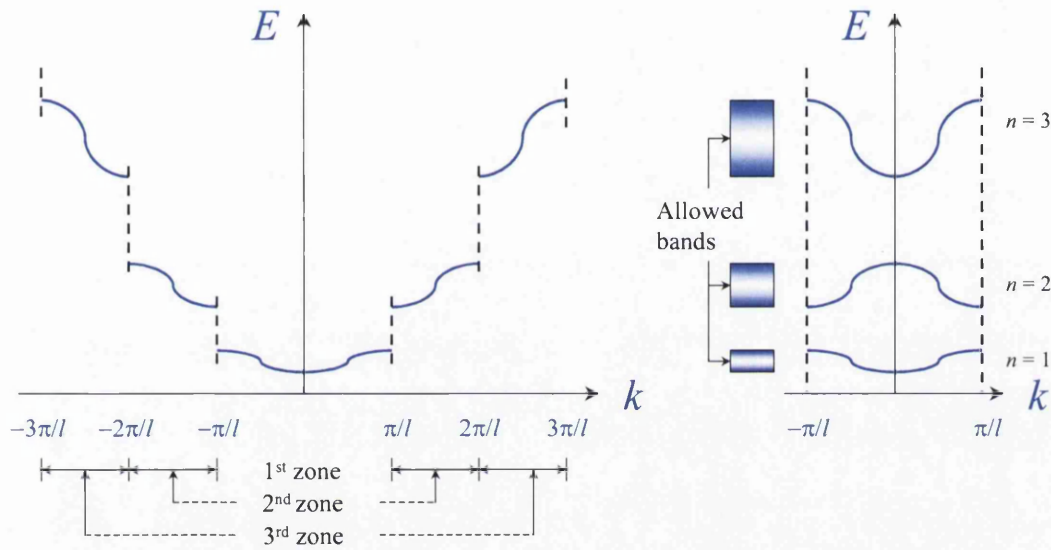 E
k
−3π/l −2π/l −π/l π/l 2π/l 3π/l
1st zone
2nd zone
3rd zone
E
n = 3
Allowed
bands
n = 2
n = 1
k
−π/l π/l